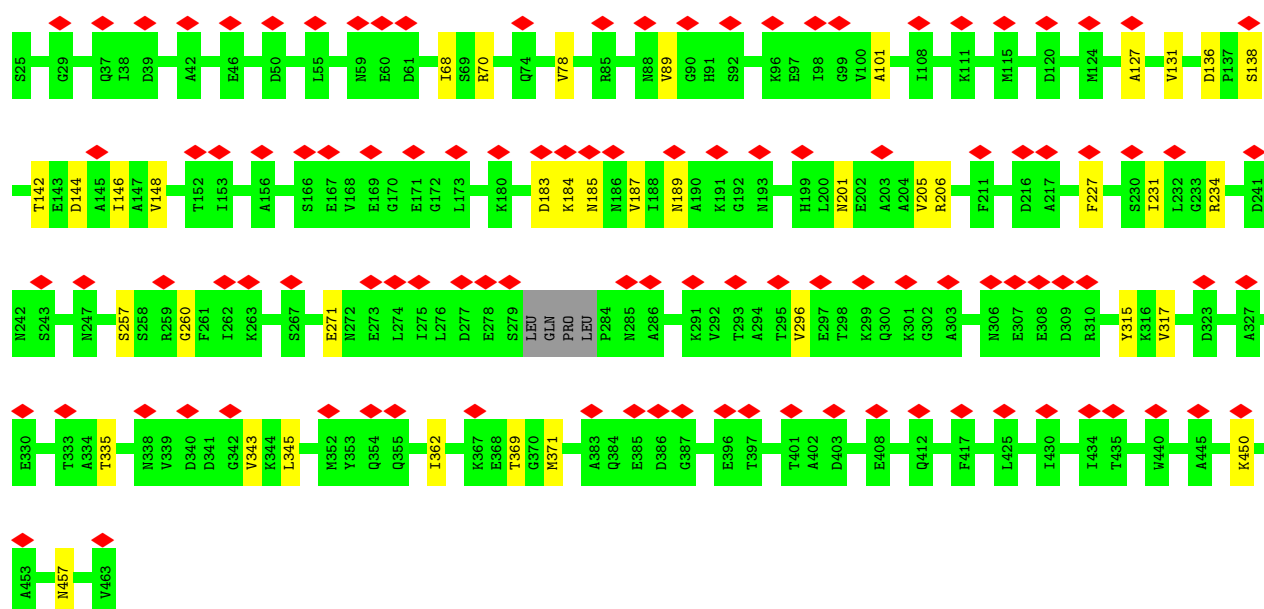 S25 G29 Q37 I38 D39 A42 E46 D50 L55 N59 E60 D61 I68 S69 R70 Q74 V78 R85 N88 V89 G90 H91 S92 K96 E97 I98 G99 V100 A101 I108 K111 M115 D120 M124 A127 V131 D136 P137 S138
T142 E143 D144 A145 I146 A147 V148 T152 I153 A156 S166 E167 V168 E169 G170 E171 G172 L173 K180 D183 K184 N185 N186 V187 I188 N189 A190 K191 G192 N193 H199 L200 N201 E202 A203 A204 V205 R206 F211 D216 A217 F227 S230 I231 L232 G233 R234 D241
N242 S243 N247 S257 S258 R259 G260 F261 I262 K263 S267 E271 N272 E273 L274 I275 L276 D277 E278 S279 LEU GLN PRO LEU P284 N285 A286 K291 V292 T293 A294 T295 V296 E297 T298 K299 Q300 K301 G302 A303 N306 E307 E308 D309 R310 Y315 K316 V317 D323 A327
E330 T333 A334 T335 N338 V339 D340 D341 G342 V343 K344 L345 M352 Y353 Q354 Q355 I362 K367 E368 T369 G370 M371 A383 Q384 E385 D386 G387 E396 T397 T401 A402 D403 E408 Q412 F417 L425 I430 I434 T435 W440 A445 K450
A453 N457 V463